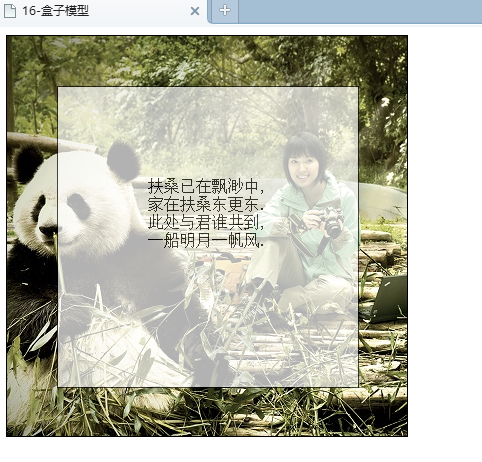 16-盒子模型
扶桑已在飘渺中,
家在扶桑东更东.
此处与君谁共到,
一船明月一帆风.